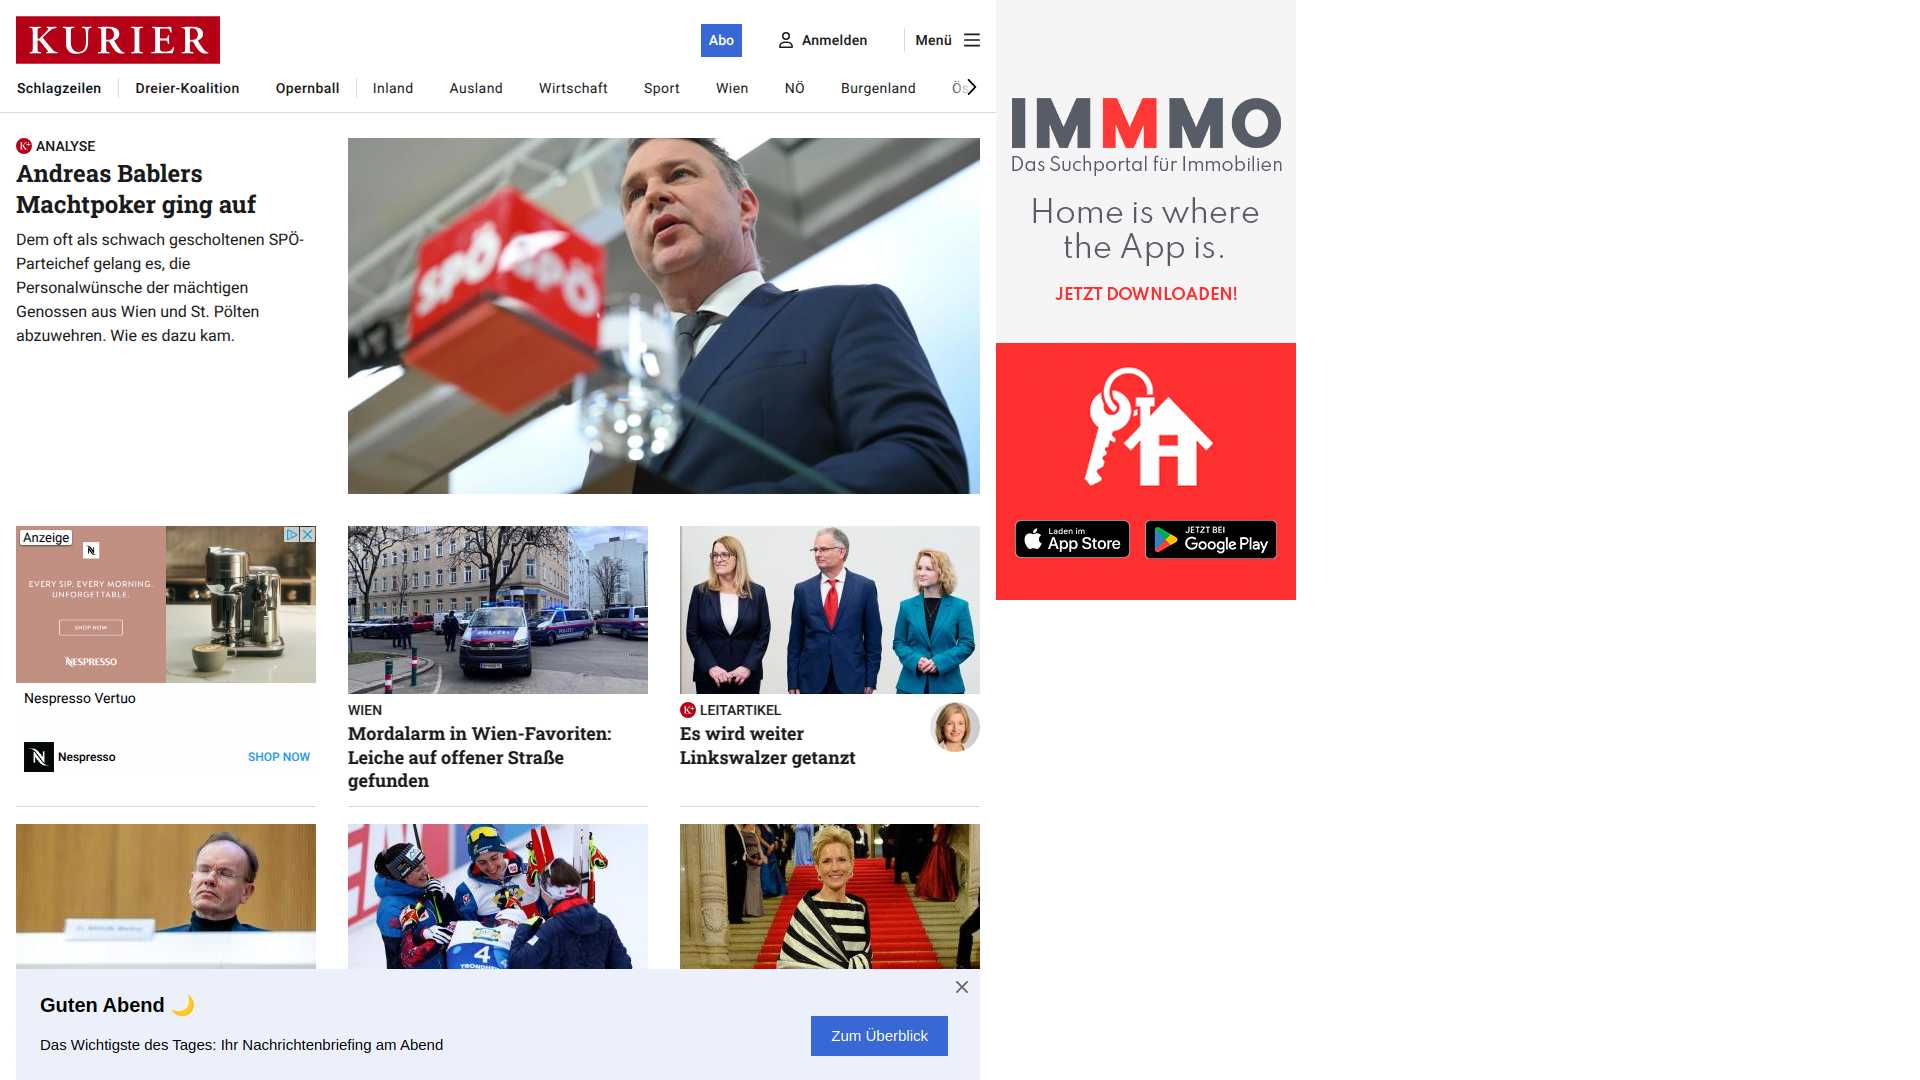 KURIER
Abo
Anmelden
Menü
Schlagzeilen
Dreier-Koalition
Opernball
Inland
Ausland
Wirtschaft
Sport
Wien
NÖ
Burgenland
K+ ANALYSE
Andreas Bablers
Machtpoker ging auf
Dem oft als schwach gescholtenen SPÖ-
Parteichef gelang es, die
Personalwünsche der mächtigen
Genossen aus Wien und St. Pölten
abzuwehren. Wie es dazu kam.
SPÖ SPÖ
IMMMO
Das Suchportal für Immobilien
Home is where
the App is.
JETZT DOWNLOADEN!
Laden im
App Store
JETZT BEI
Google Play
Anzeige
EVERY SIP. EVERY MORNING.
UNFORGETTABLE.
SHOP NOW
NESPRESSO
Nespresso Vertuo
Nespresso
SHOP NOW
POLIZEI
WIEN
Mordalarm in Wien-Favoriten:
Leiche auf offener Straße
gefunden
K+ LEITARTIKEL
Es wird weiter
Linkswalzer getanzt
4
TRONDHEIM
Guten Abend 🌙
Das Wichtigste des Tages: Ihr Nachrichtenbriefing am Abend
Zum Überblick